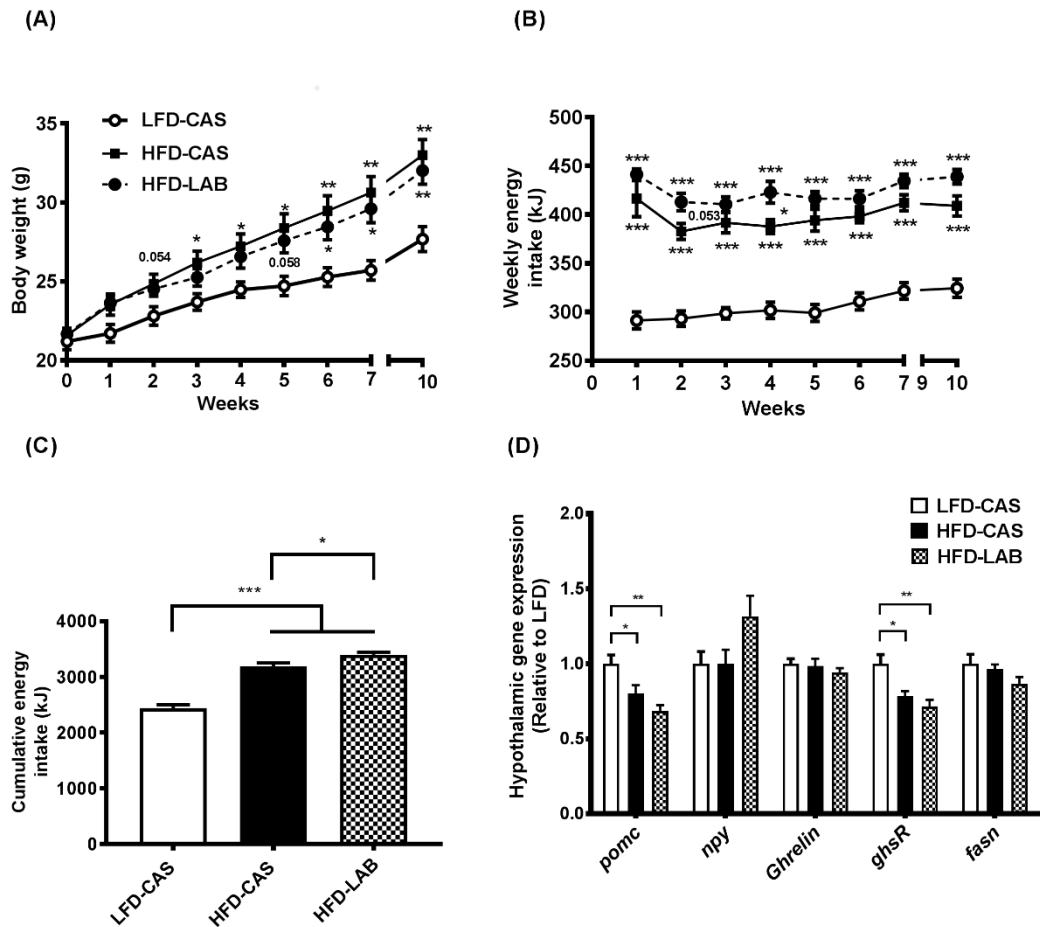 (A)
Body weight (g)
35
30
25
20
LFD-CAS
HFD-CAS
HFD-LAB
0.054
*
*
*
0.058
**
*
**
*
**
**
0 1 2 3 4 5 6 7 10
Weeks
(B)
Weekly energy
intake (kJ)
500
450
400
350
300
250
*** *** *** *** *** *** *** ***
0.053
*
*** *** *** *** *** *** *** ***
0 1 2 3 4 5 6 7 9 10
Weeks
(C)
Cumulative energy
intake (kJ)
4000
3000
2000
1000
0
***
*
LFD-CAS
HFD-CAS
HFD-LAB
(D)
Hypothalamic gene expression
(Relative to LFD)
2.0
1.5
1.0
0.5
0.0
LFD-CAS
HFD-CAS
HFD-LAB
**
*
**
*
pomc
npy
Ghrelin
ghsR
fasn